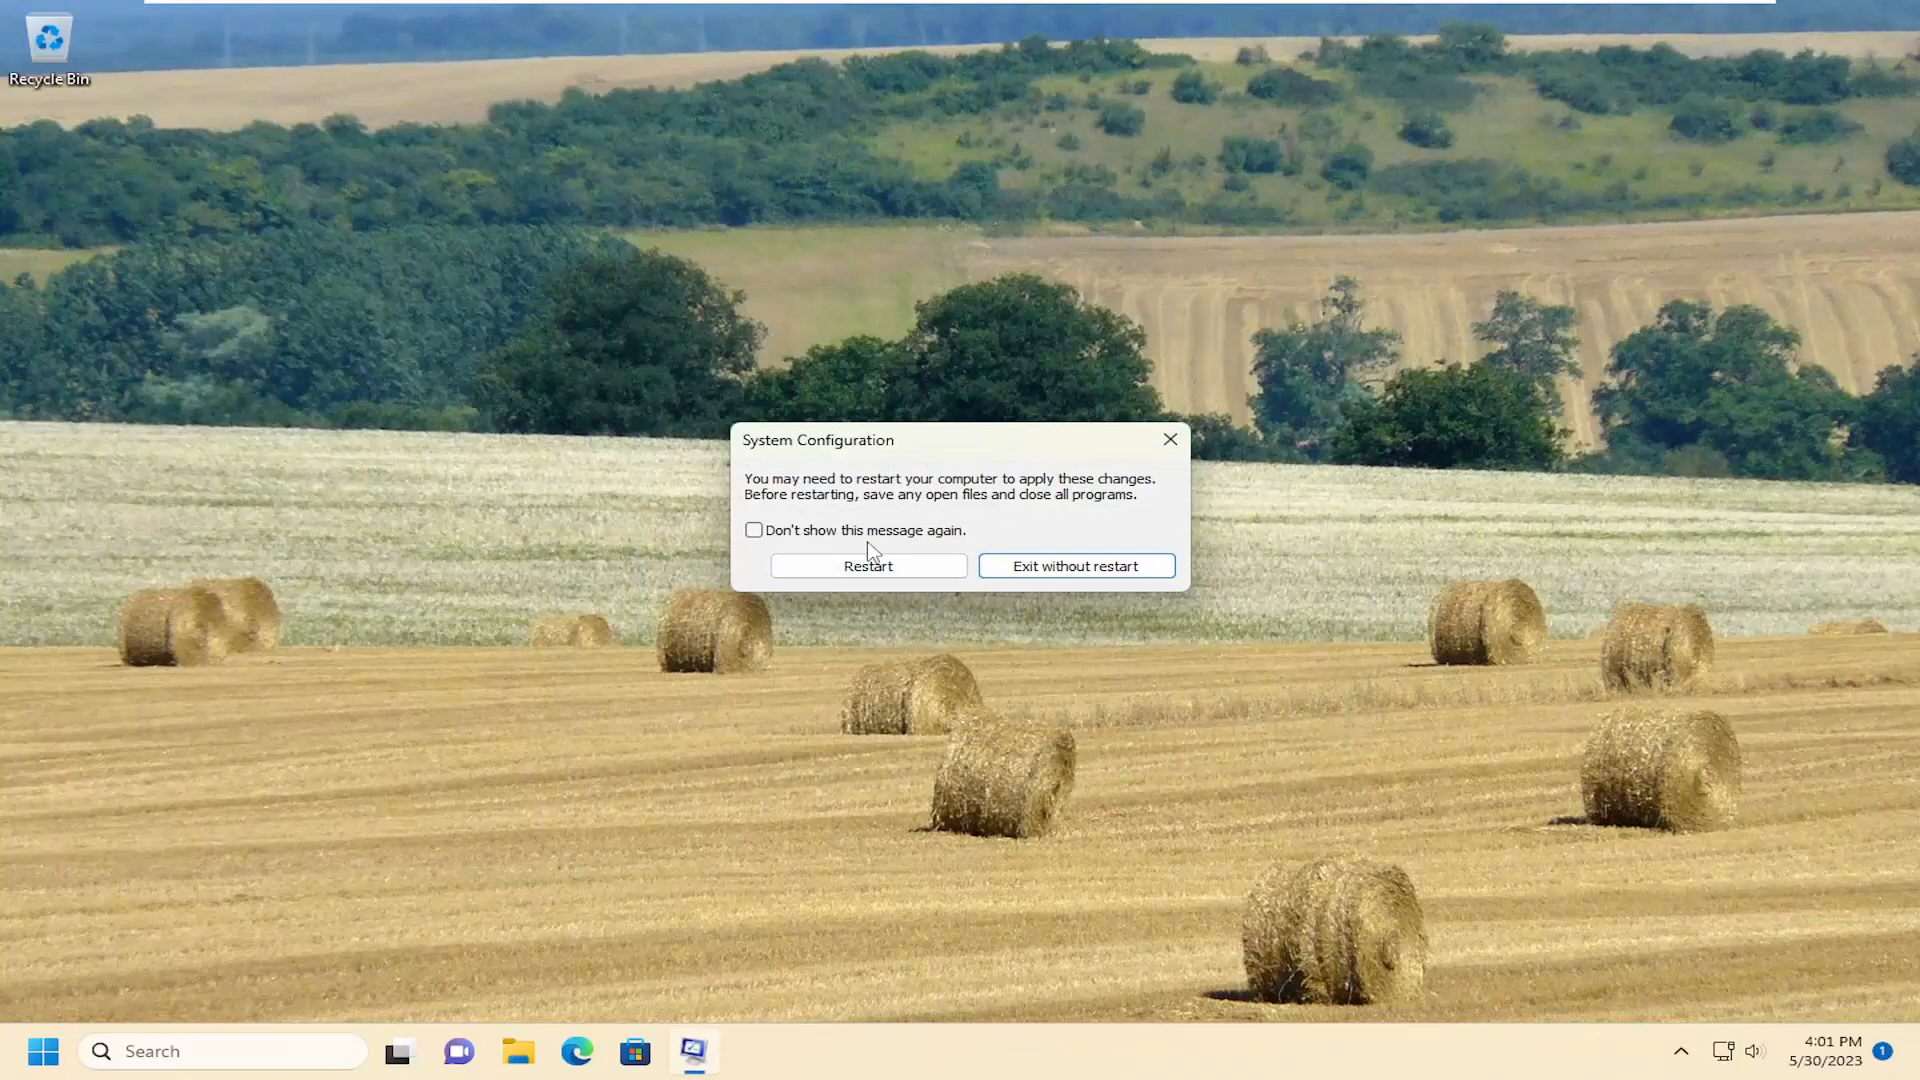 Recycle Bin
System Configuration
You may need to restart your computer to apply these changes.
Before restarting, save any open files and close all programs.
Don't show this message again.
Restart
Exit without restart
Search
4:01 PM
5/30/2023
1